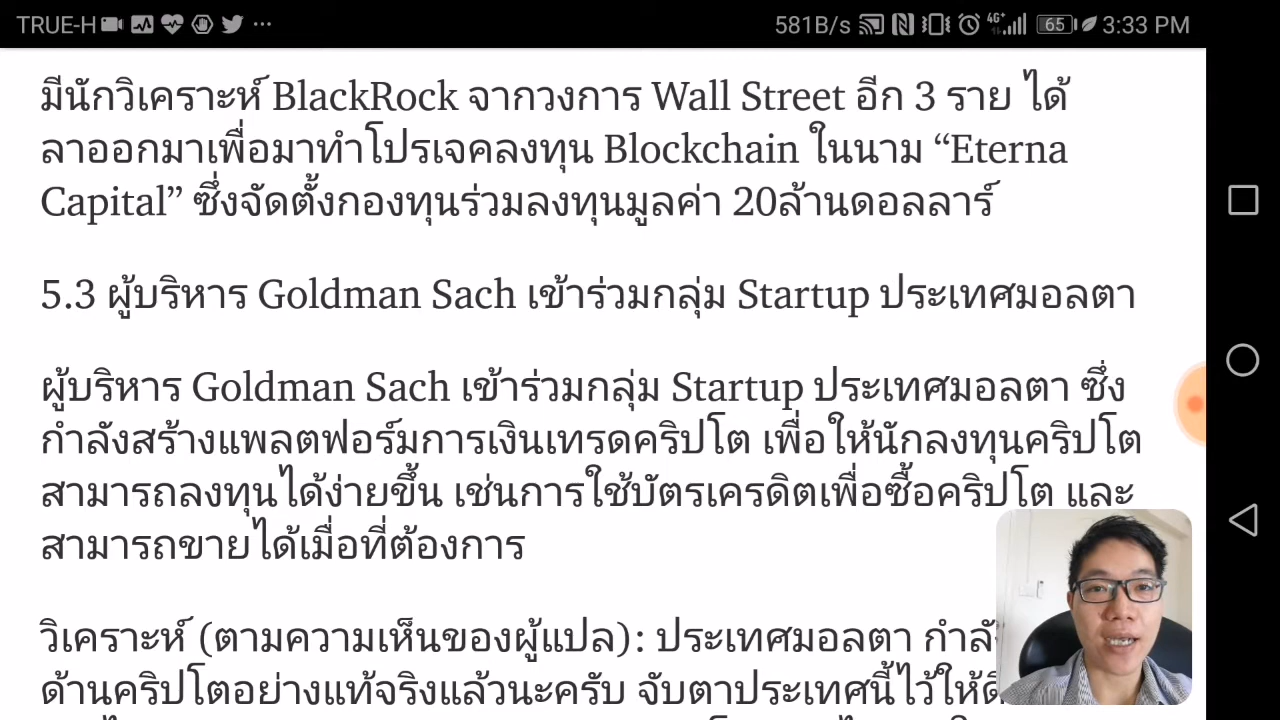 TRUE-H ... 581B/s 4G+ 65 3:33 PM
มีนักวิเคราะห์ BlackRock จากวงการ Wall Street อีก 3 ราย ได้
ลาออกมาเพื่อมาทำโปรเจคลงทุน Blockchain ในนาม “Eterna
Capital” ซึ่งจัดตั้งกองทุนร่วมลงทุนมูลค่า 20ล้านดอลลาร์
5.3 ผู้บริหาร Goldman Sach เข้าร่วมกลุ่ม Startup ประเทศมอลตา
ผู้บริหาร Goldman Sach เข้าร่วมกลุ่ม Startup ประเทศมอลตา ซึ่ง
กำลังสร้างแพลตฟอร์มการเงินเทรดคริปโต เพื่อให้นักลงทุนคริปโต
สามารถลงทุนได้ง่ายขึ้น เช่นการใช้บัตรเครดิตเพื่อซื้อคริปโต และ
สามารถขายได้เมื่อที่ต้องการ
วิเคราะห์ (ตามความเห็นของผู้แปล): ประเทศมอลตา
ด้านคริปโตอย่างแท้จริงแล้วนะครับ จับตาประเทศนี้ไว้ให้